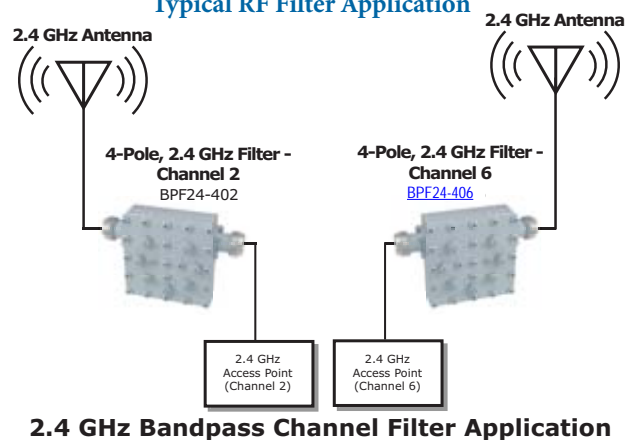 Typical RF Filter Application
2.4 GHz Antenna
2.4 GHz Antenna
4-Pole, 2.4 GHz Filter -
Channel 2
BPF24-402
4-Pole, 2.4 GHz Filter -
Channel 6
BPF24-406
2.4 GHz
Access Point
(Channel 2)
2.4 GHz
Access Point
(Channel 6)
2.4 GHz Bandpass Channel Filter Application